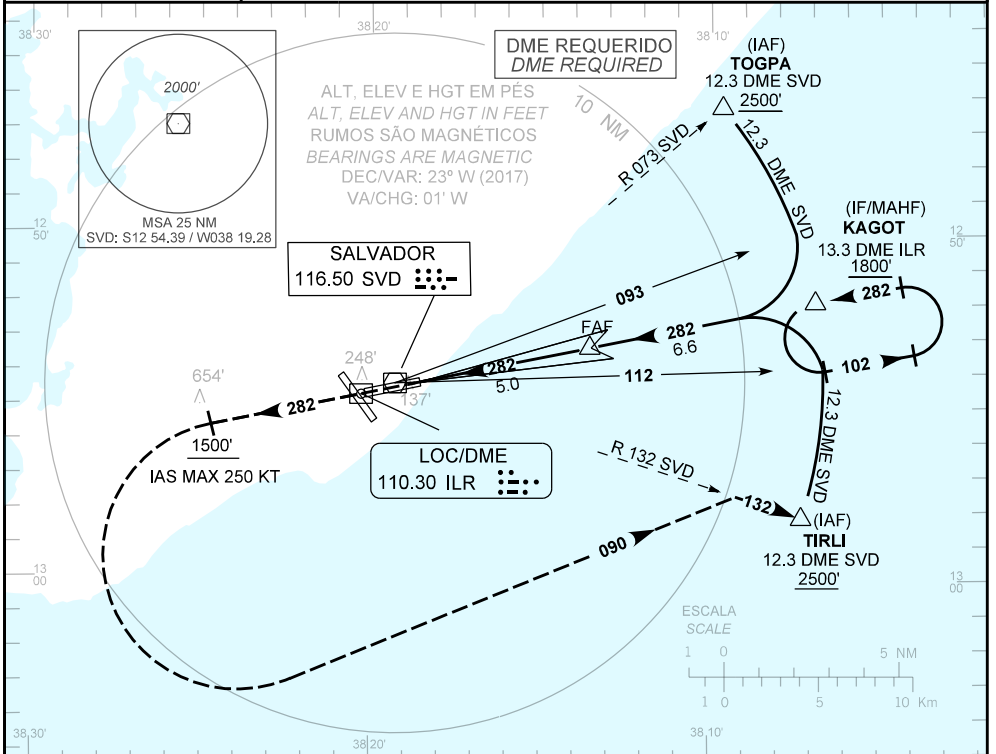 38 30'
38 20'
38 10'
2000'
MSA 25 NM
SVD: S12 54.39 / W038 19.28
DME REQUERIDO
DME REQUIRED
ALT, ELEV E HGT EM PÉS
ALT, ELEV AND HGT IN FEET
RUMOS SÃO MAGNÉTICOS
BEARINGS ARE MAGNETIC
DEC/VAR: 23º W (2017)
VA/CHG: 01' W
10 NM
(IAF)
TOGPA
12.3 DME SVD
2500'
R 073 SVD
12.3 DME SVD
12
50'
12
50'
(IF/MAHF)
KAGOT
13.3 DME ILR
1800'
282
102
SALVADOR
116.50 SVD
093
FAF
282
6.6
282
5.0
112
248'
137'
654'
282
1500'
IAS MAX 250 KT
LOC/DME
110.30 ILR
12.3 DME SVD
R 132 SVD
132
(IAF)
TIRLI
12.3 DME SVD
2500'
090
13
00
13
00
ESCALA
SCALE
1 0 5 NM
1 0 5 10 Km
38 30'
38 20'
38 10'